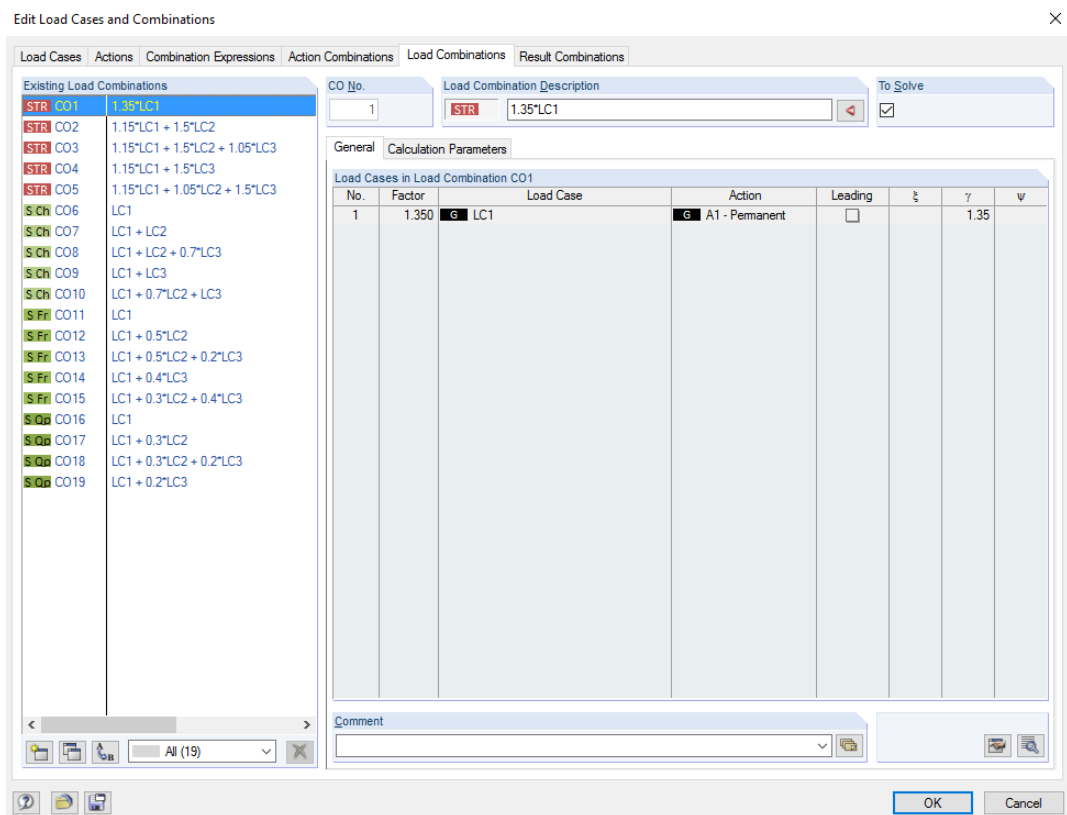 Edit Load Cases and Combinations
Load Cases Actions Combination Expressions Action Combinations Load Combinations Result Combinations
Existing Load Combinations
STR CO1 1.35*LC1
STR CO2 1.15*LC1 + 1.5*LC2
STR CO3 1.15*LC1 + 1.5*LC2 + 1.05*LC3
STR CO4 1.15*LC1 + 1.5*LC3
STR CO5 1.15*LC1 + 1.05*LC2 + 1.5*LC3
S Ch CO6 LC1
S Ch CO7 LC1 + LC2
S Ch CO8 LC1 + LC2 + 0.7*LC3
S Ch CO9 LC1 + LC3
S Ch CO10 LC1 + 0.7*LC2 + LC3
S Fr CO11 LC1
S Fr CO12 LC1 + 0.5*LC2
S Fr CO13 LC1 + 0.5*LC2 + 0.2*LC3
S Fr CO14 LC1 + 0.4*LC3
S Fr CO15 LC1 + 0.3*LC2 + 0.4*LC3
S Qp CO16 LC1
S Qp CO17 LC1 + 0.3*LC2
S Qp CO18 LC1 + 0.3*LC2 + 0.2*LC3
S Qp CO19 LC1 + 0.2*LC3
All (19)
CO No.
1
Load Combination Description
STR 1.35*LC1
To Solve
General Calculation Parameters
Load Cases in Load Combination CO1
No. Factor Load Case Action Leading ξ γ ψ
1 1.350 G LC1 G A1 - Permanent 1.35
Comment
OK Cancel